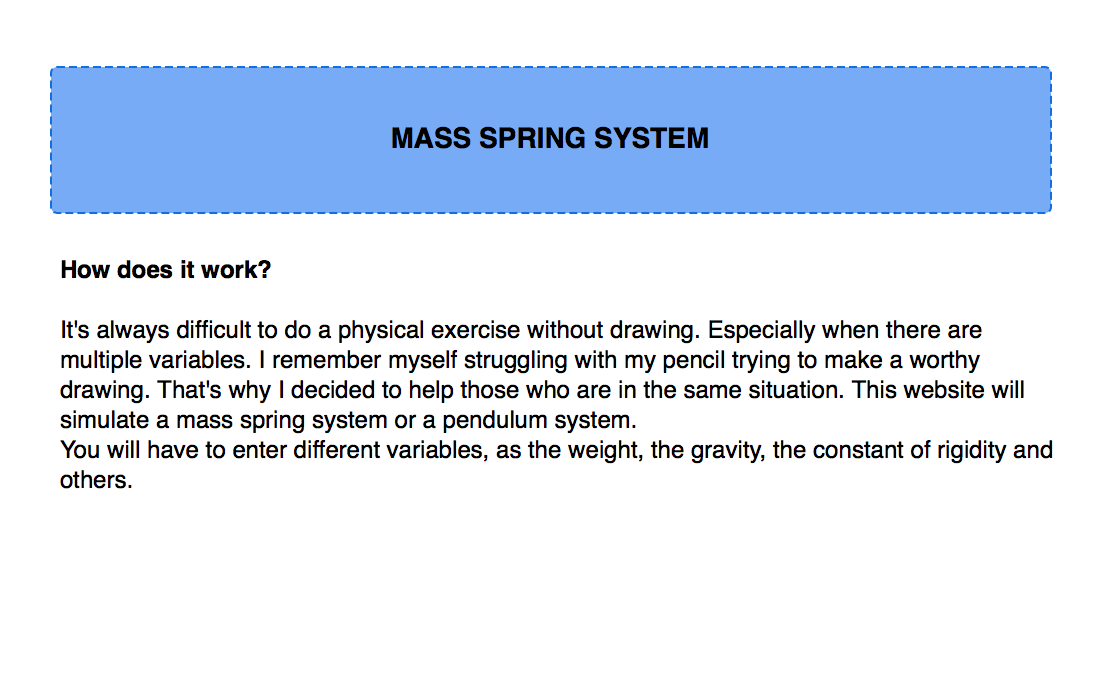 MASS SPRING SYSTEM
How does it work?
It's always difficult to do a physical exercise without drawing. Especially when there are
multiple variables. I remember myself struggling with my pencil trying to make a worthy
drawing. That's why I decided to help those who are in the same situation. This website will
simulate a mass spring system or a pendulum system.
You will have to enter different variables, as the weight, the gravity, the constant of rigidity and
others.